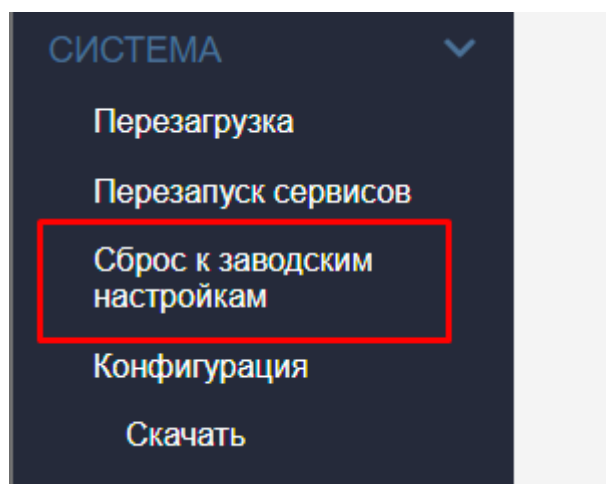 СИСТЕМА
Перезагрузка
Перезапуск сервисов
Сброс к заводским
настройкам
Конфигурация
Скачать